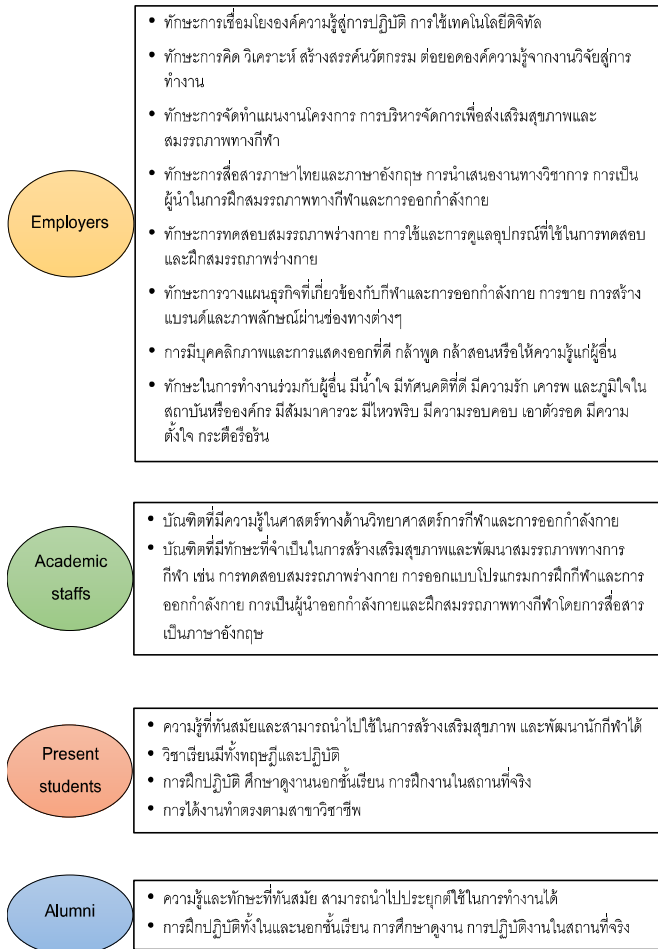 Employers
• ทักษะการเชื่อมโยงองค์ความรู้สู่การปฏิบัติ การใช้เทคโนโลยีดิจิทัล
• ทักษะการคิด วิเคราะห์ สร้างสรรค์นวัตกรรม ต่อยอดองค์ความรู้จากงานวิจัยสู่การ
ทำงาน
• ทักษะการจัดทำแผนงานโครงการ การบริหารจัดการเพื่อส่งเสริมสุขภาพและ
สมรรถภาพทางกีฬา
• ทักษะการสื่อสารภาษาไทยและภาษาอังกฤษ การนำเสนองานทางวิชาการ การเป็น
ผู้นำในการฝึกสมรรถภาพทางกีฬาและการออกกำลังกาย
• ทักษะการทดสอบสมรรถภาพร่างกาย การใช้และการดูแลอุปกรณ์ที่ใช้ในการทดสอบ
และฝึกสมรรถภาพร่างกาย
• ทักษะการวางแผนธุรกิจที่เกี่ยวข้องกับกีฬาและการออกกำลังกาย การขาย การสร้าง
แบรนด์และภาพลักษณ์ผ่านช่องทางต่างๆ
• การมีบุคคลิกภาพและการแสดงออกที่ดี กล้าพูด กล้าสอนหรือให้ความรู้แก่ผู้อื่น
• ทักษะในการทำงานร่วมกับผู้อื่น มีน้ำใจ มีทัศนคติที่ดี มีความรัก เคารพ และภูมิใจใน
สถาบันหรือองค์กร มีสัมมาคารวะ มีไหวพริบ มีความรอบคอบ เอาตัวรอด มีความ
ตั้งใจ กระตือรือร้น
Academic
staffs
• บัณฑิตที่มีความรู้ในศาสตร์ทางด้านวิทยาศาสตร์การกีฬาและการออกกำลังกาย
• บัณฑิตที่มีทักษะที่จำเป็นในการสร้างเสริมสุขภาพและพัฒนาสมรรถภาพทางการ
กีฬา เช่น การทดสอบสมรรถภาพร่างกาย การออกแบบโปรแกรมการฝึกกีฬาและการ
ออกกำลังกาย การเป็นผู้นำออกกำลังกายและฝึกสมรรถภาพทางกีฬาโดยการสื่อสาร
เป็นภาษาอังกฤษ
Present
students
• ความรู้ที่ทันสมัยและสามารถนำไปใช้ในการสร้างเสริมสุขภาพ และพัฒนานักกีฬาได้
• วิชาเรียนมีทั้งทฤษฎีและปฏิบัติ
• การฝึกปฏิบัติ ศึกษาดูงานนอกชั้นเรียน การฝึกงานในสถานที่จริง
• การได้งานทำตรงตามสาขาวิชาชีพ
Alumni
• ความรู้และทักษะที่ทันสมัย สามารถนำไปประยุกต์ใช้ในการทำงานได้
• การฝึกปฏิบัติทั้งในและนอกชั้นเรียน การศึกษาดูงาน การปฏิบัติงานในสถานที่จริง